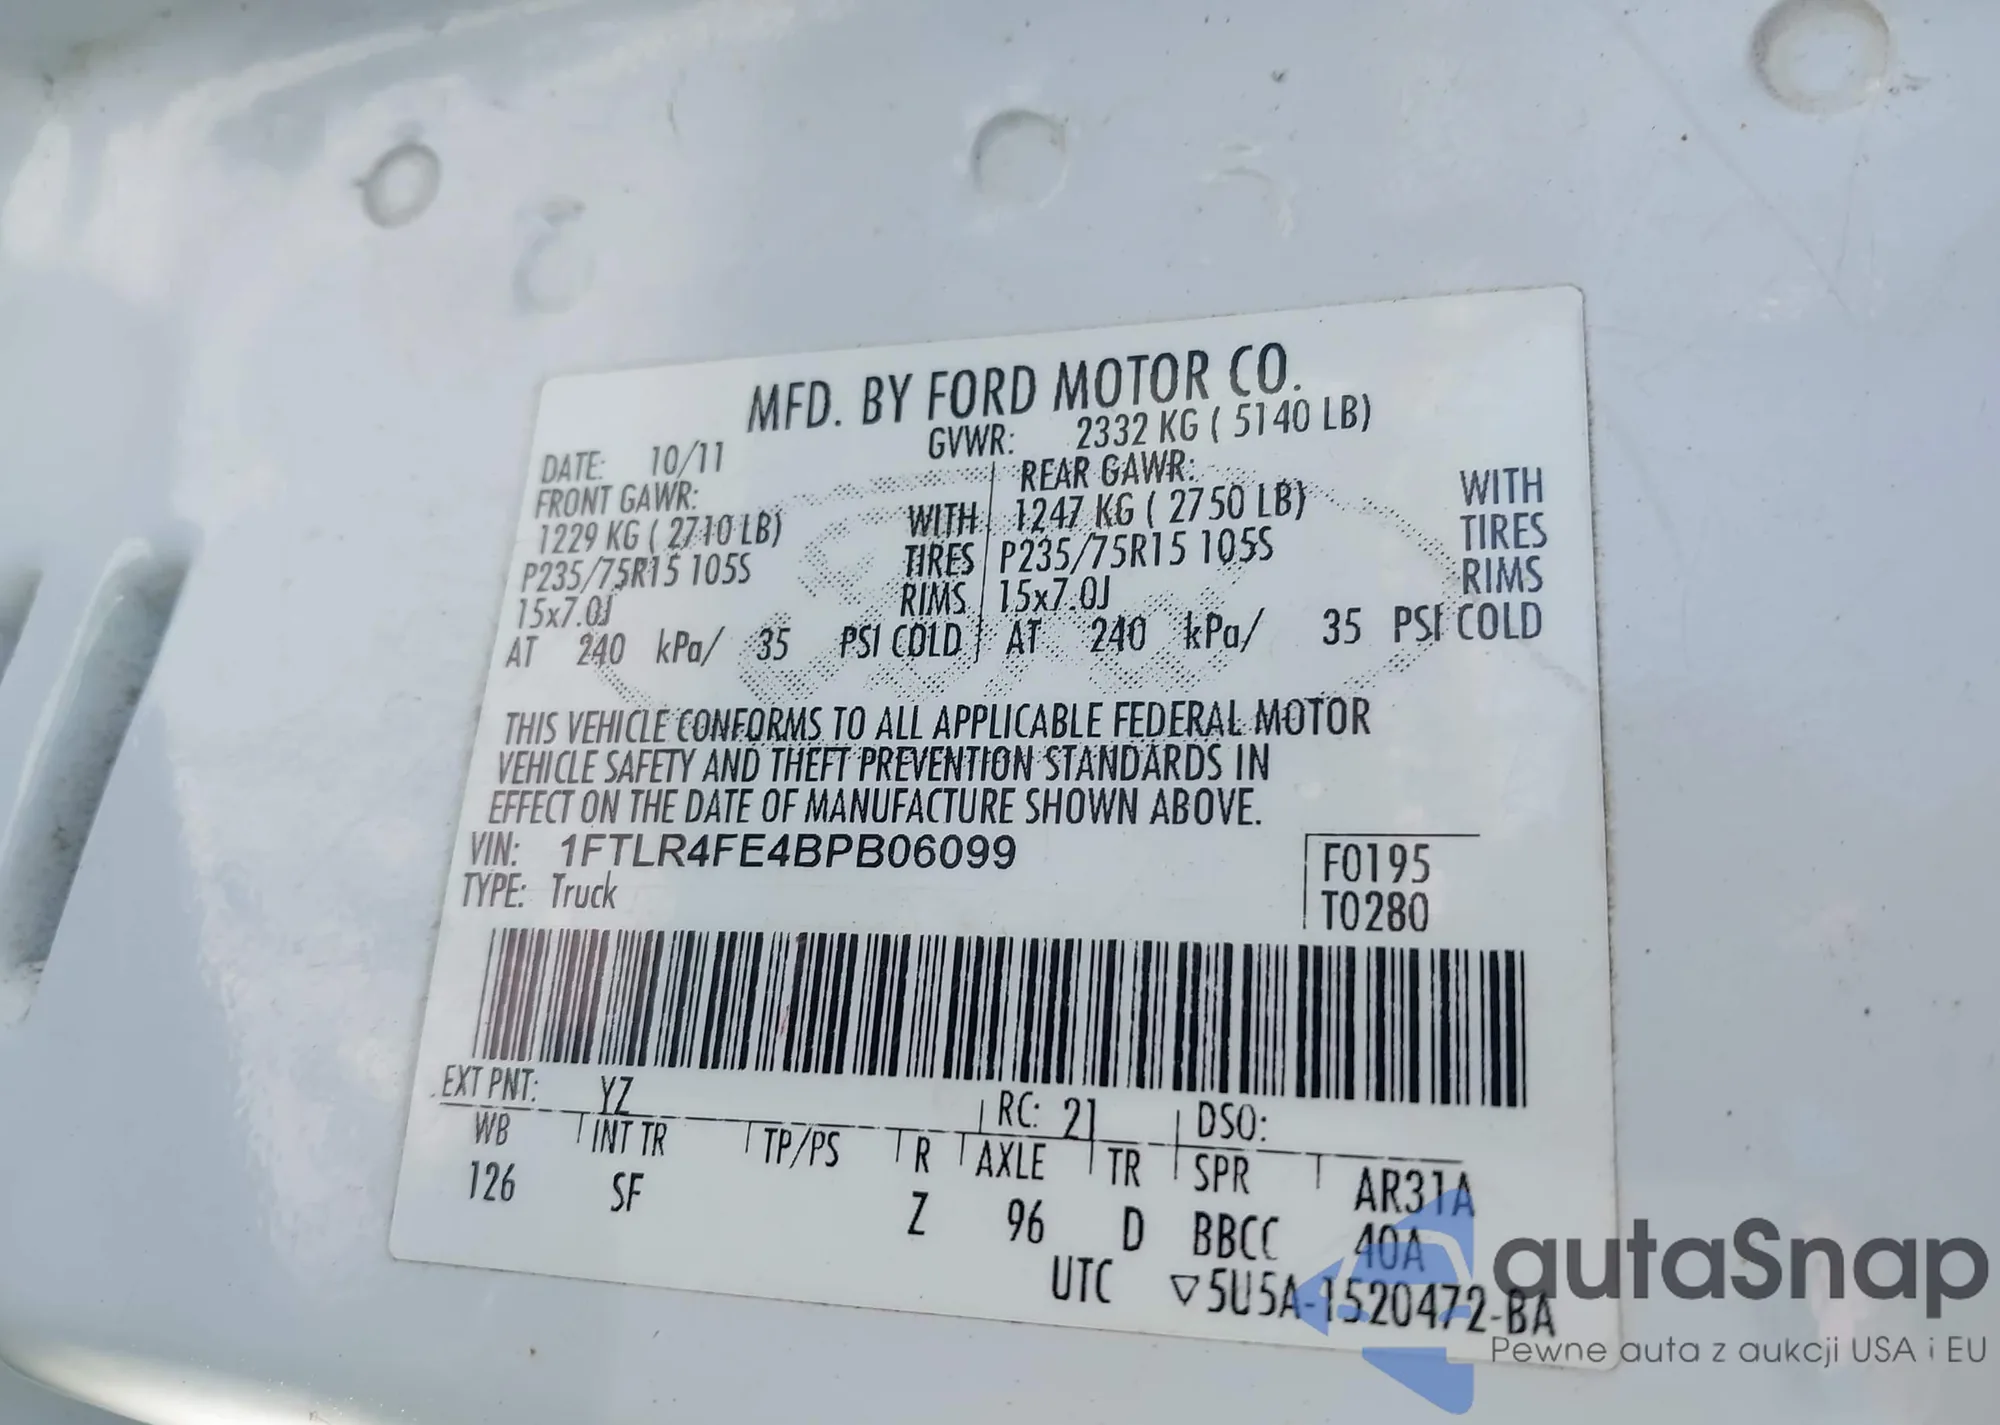 MFD. BY FORD MOTOR CO.
DATE: 10/11 GVWR: 2332 KG ( 5140 LB)
FRONT GAWR: REAR GAWR:
1229 KG ( 2710 LB) WITH 1247 KG ( 2750 LB) WITH
P235/75R15 105S TIRES P235/75R15 105S TIRES
15x7.0J RIMS 15x7.0J RIMS
AT 240 kPa/ 35 PSI COLD AT 240 kPa/ 35 PSI COLD
THIS VEHICLE CONFORMS TO ALL APPLICABLE FEDERAL MOTOR
VEHICLE SAFETY AND THEFT PREVENTION STANDARDS IN
EFFECT ON THE DATE OF MANUFACTURE SHOWN ABOVE.
VIN: 1FTLR4FE4BPB06099 F0195
TYPE: Truck T0280
EXT PNT: YZ RC: 21 DSO:
WB INT TR TP/PS R AXLE TR SPR AR31A
126 SF Z 96 D BBCC 40A
UTC ▽5U5A-1520472-BA
autaSnap
Pewne auta z aukcji USA i EU